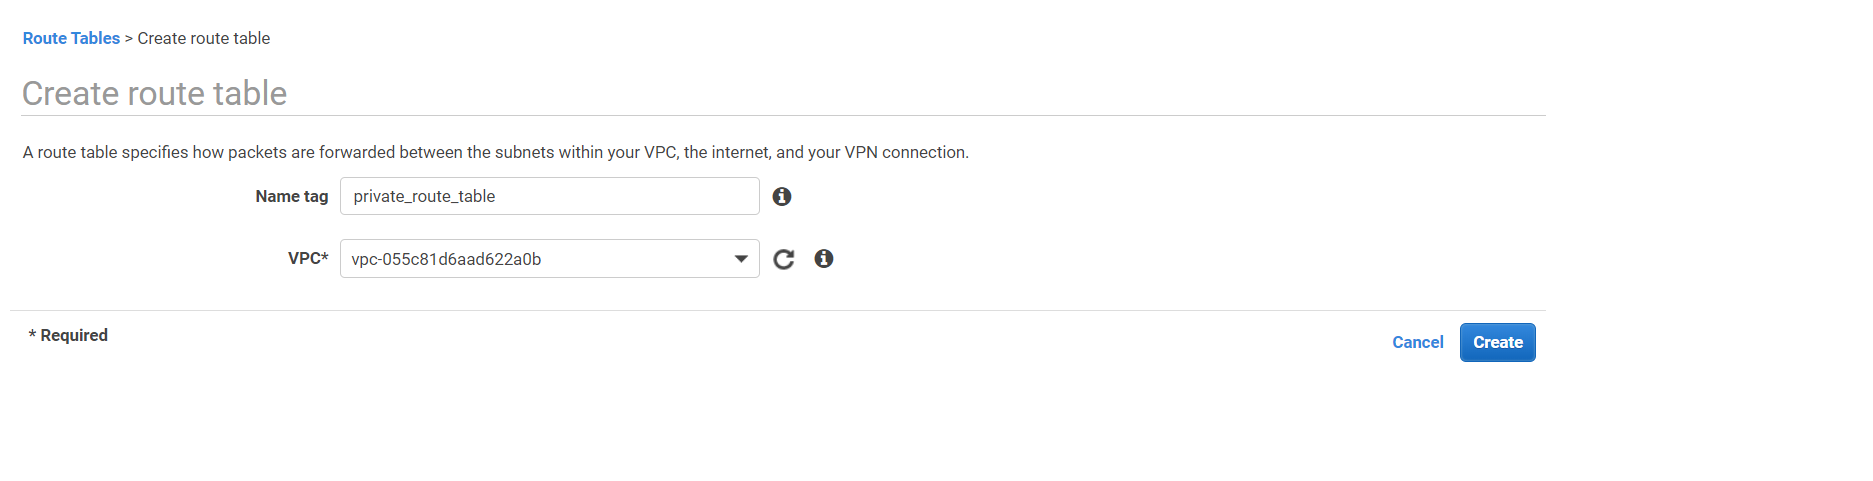 Route Tables > Create route table
Create route table
A route table specifies how packets are forwarded between the subnets within your VPC, the internet, and your VPN connection.
Name tag private_route_table
VPC* vpc-055c81d6aad622a0b
* Required
Cancel Create